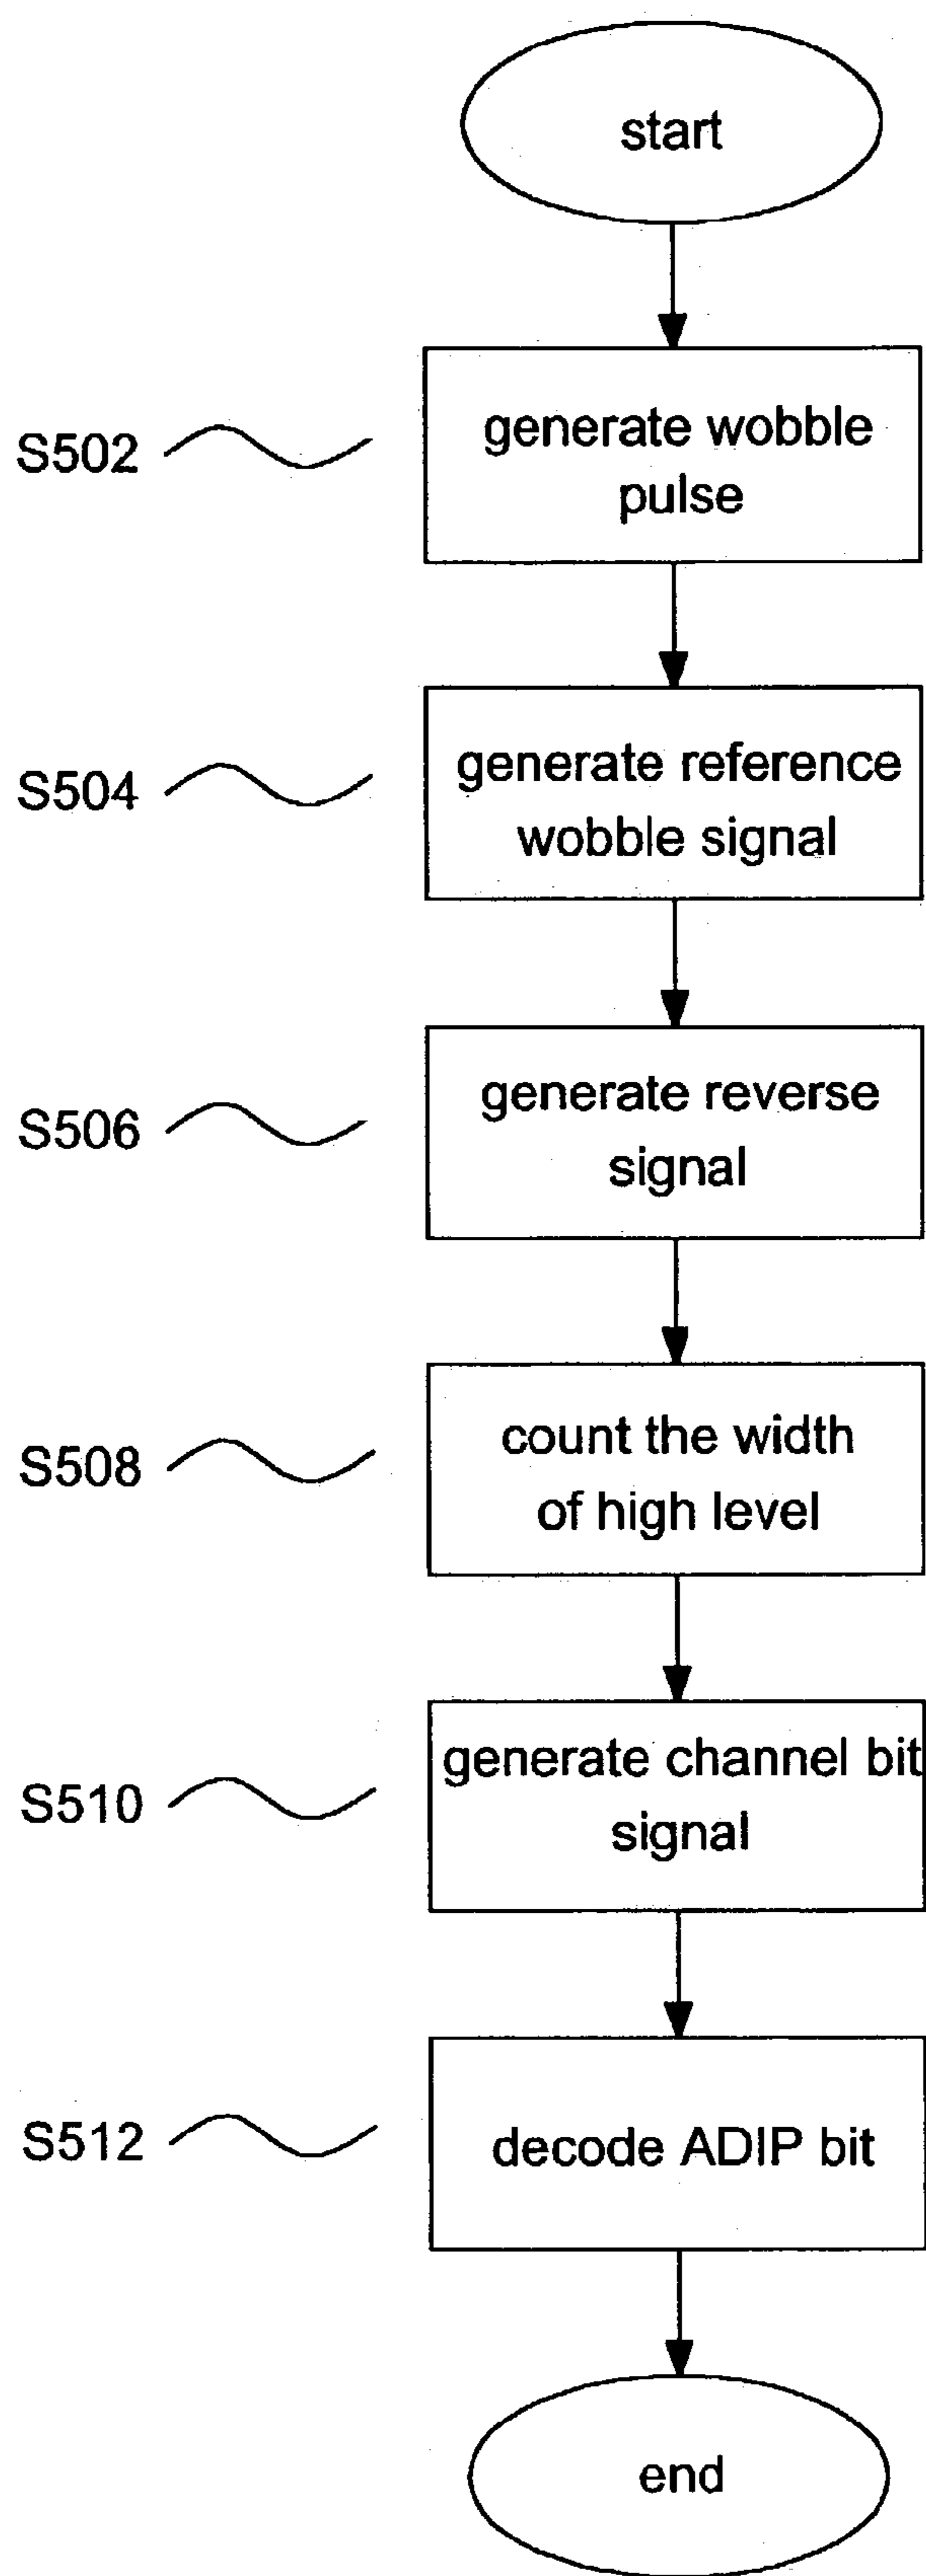 start
S502
generate wobble
pulse
S504
generate reference
wobble signal
S506
generate reverse
signal
S508
count the width
of high level
S510
generate channel bit
signal
S512
decode ADIP bit
end